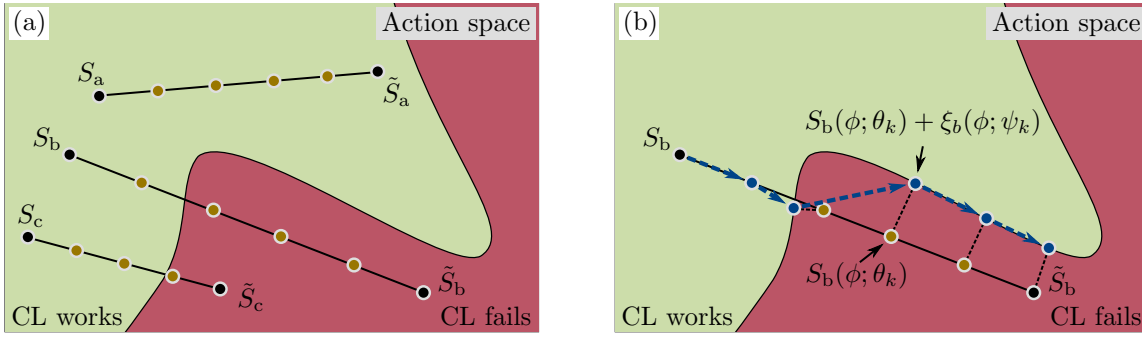 (a)
Action space
S_a
S̃_a
S_b
S_c
S̃_b
S̃_c
CL works
CL fails
(b)
Action space
S_b(ϕ; θ_k) + ξ_b(ϕ; ψ_k)
S_b
S_b(ϕ; θ_k)
S̃_b
CL works
CL fails